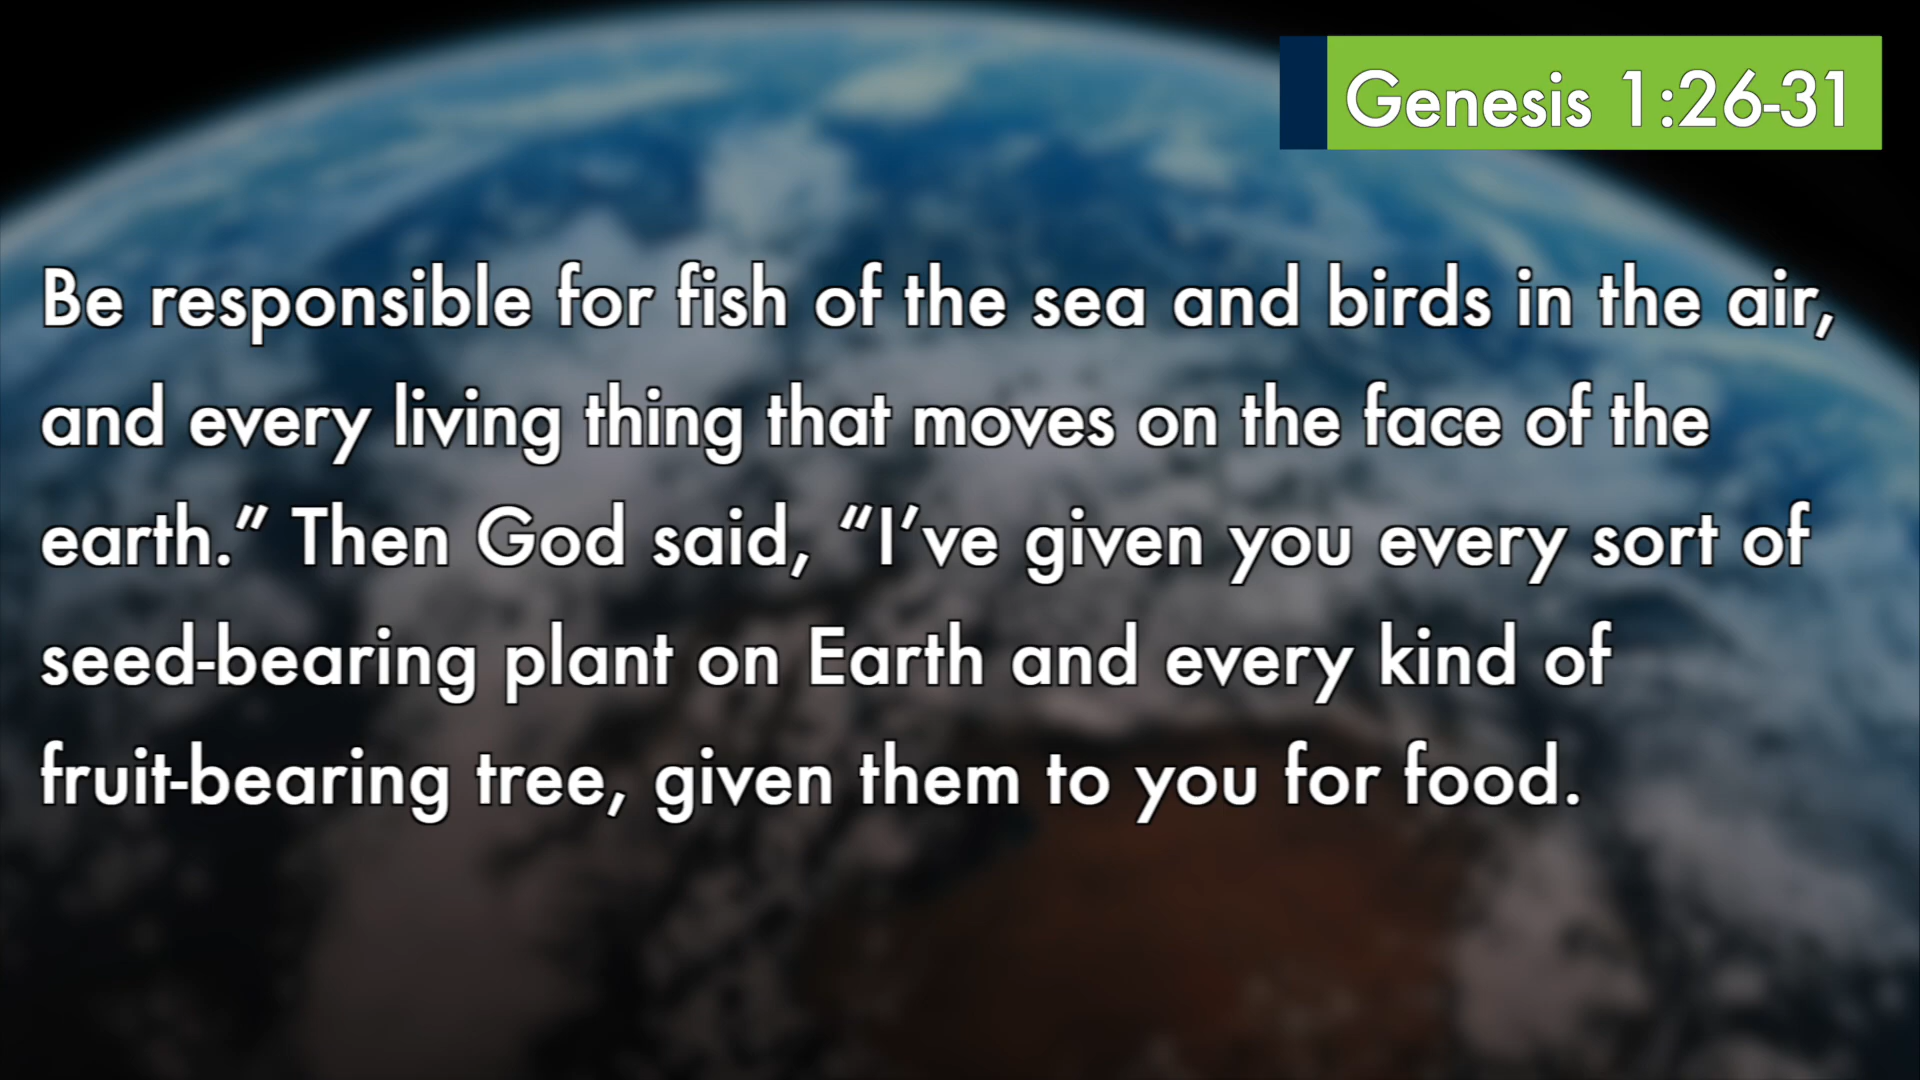 Genesis 1:26-31
Be responsible for fish of the sea and birds in the air,
and every living thing that moves on the face of the
earth.” Then God said, “I’ve given you every sort of
seed-bearing plant on Earth and every kind of
fruit-bearing tree, given them to you for food.